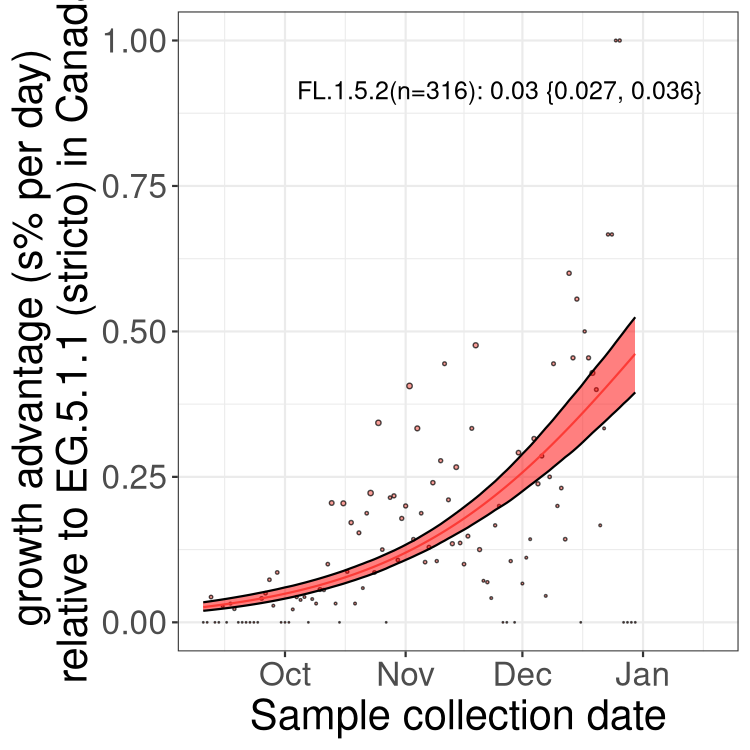 growth advantage (s% per day)
relative to EG.5.1.1 (stricto) in Canada
1.00
0.75
0.50
0.25
0.00
FL.1.5.2(n=316): 0.03 {0.027, 0.036}
Oct Nov Dec Jan
Sample collection date